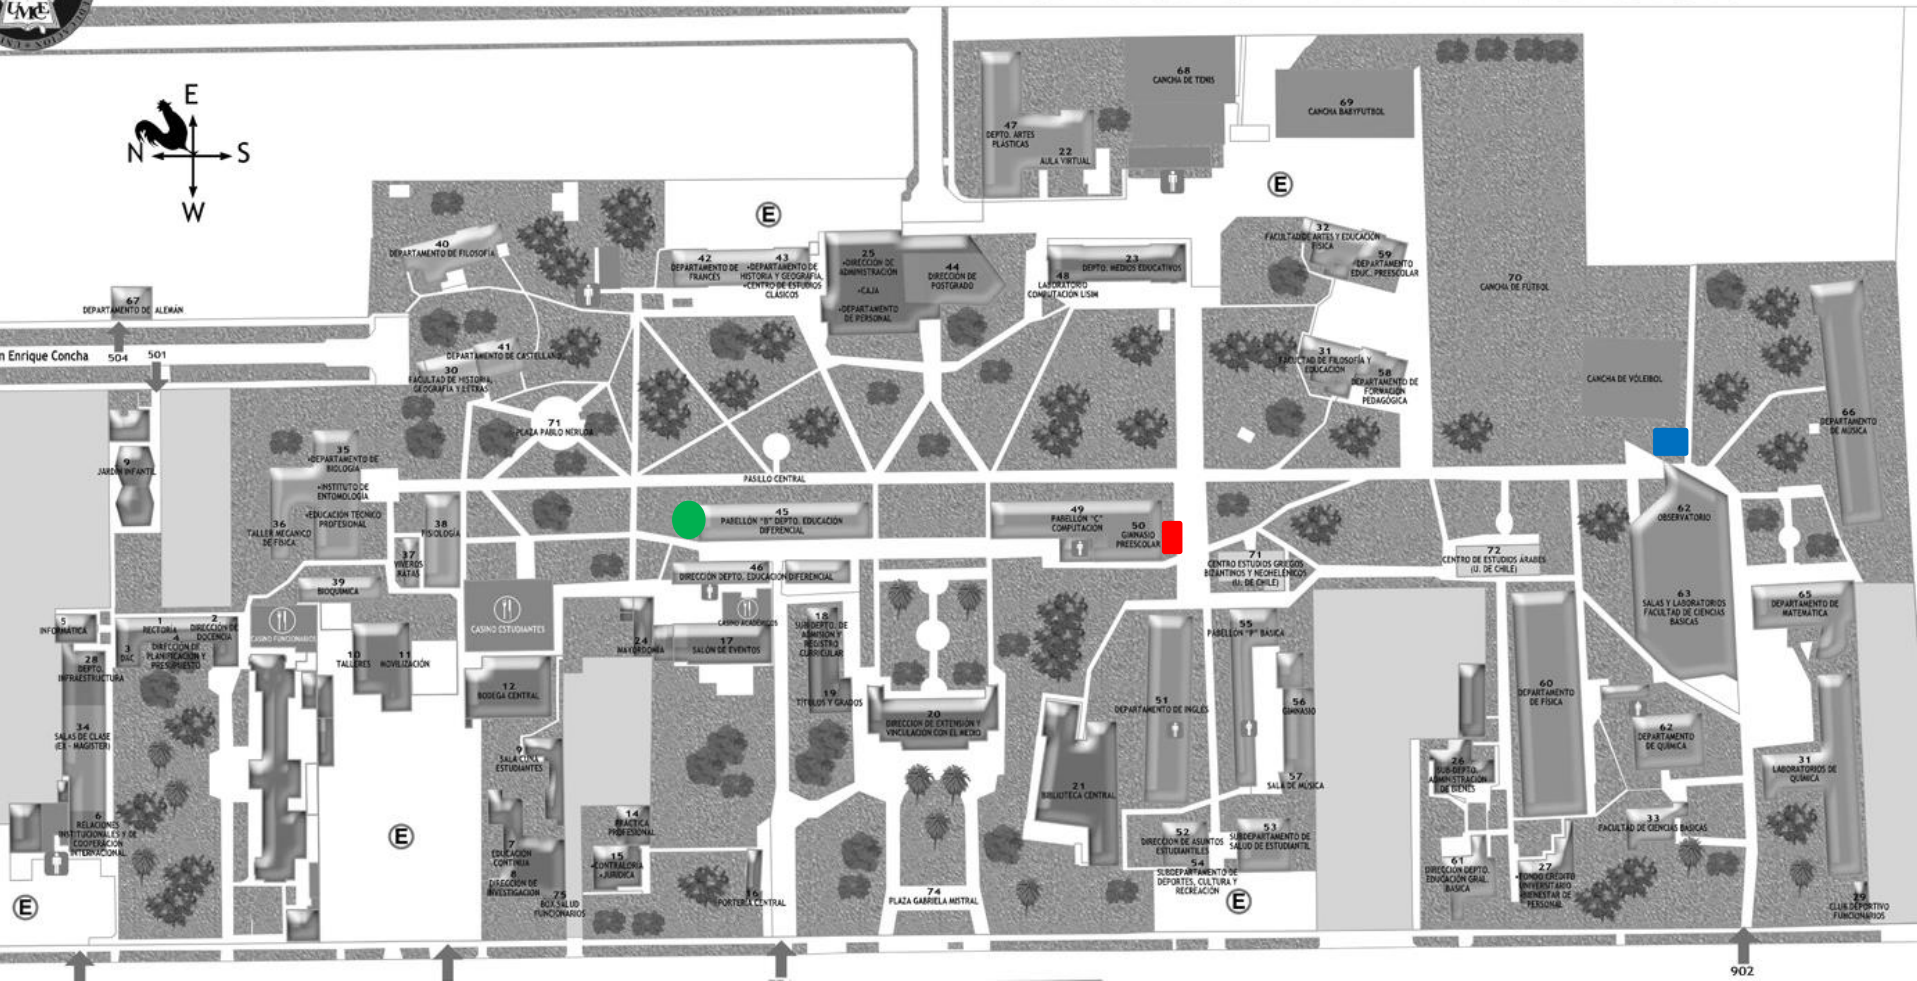 UMCE
E
N
S
W
68
CANCHA DE TENIS
69
CANCHA BABYFUTBOL
47
DEPTO. ARTES
PLÁSTICAS
22
AULA VIRTUAL
E
E
40
DEPARTAMENTO DE FILOSOFÍA
42
DEPARTAMENTO DE
FRANCÉS
43
•DEPARTAMENTO DE
HISTORIA Y GEOGRAFÍA,
•CENTRO DE ESTUDIOS
CLÁSICOS
25
•DIRECCIÓN DE
ADMINISTRACIÓN
•CAJA
•DEPARTAMENTO
DE PERSONAL
44
DIRECCIÓN DE
POSTGRADO
23
DEPTO. MEDIOS EDUCATIVOS
48
LABORATORIO
COMPUTACIÓN LISIM
32
FACULTAD DE ARTES Y EDUCACIÓN
FÍSICA
59
•DEPARTAMENTO
EDUC. PREESCOLAR
70
CANCHA DE FÚTBOL
67
DEPARTAMENTO DE ALEMÁN
n Enrique Concha
504
501
41
DEPARTAMENTO DE CASTELLANO
30
FACULTAD DE HISTORIA,
GEOGRAFÍA Y LETRAS
31
FACULTAD DE FILOSOFÍA Y
EDUCACIÓN
58
DEPARTAMENTO DE
FORMACIÓN
PEDAGÓGICA
CANCHA DE VÓLEIBOL
66
DEPARTAMENTO
DE MÚSICA
71
PLAZA PABLO NERUDA
9
JARDÍN INFANTIL
35
•DEPARTAMENTO DE
BIOLOGÍA
•INSTITUTO DE
ENTOMOLOGÍA
•EDUCACIÓN TÉCNICO
PROFESIONAL
36
TALLER MECÁNICO
DE FÍSICA
38
FISIOLOGÍA
37
VIVEROS
RATAS
39
BIOQUÍMICA
PASILLO CENTRAL
45
PABELLÓN "B" DEPTO. EDUCACIÓN
DIFERENCIAL
49
PABELLÓN "C"
COMPUTACIÓN
50
GIMNASIO
PREESCOLAR
71
CENTRO ESTUDIOS GRIEGOS
BIZANTINOS Y NEOHELÉNICOS
(U. DE CHILE)
72
CENTRO DE ESTUDIOS ÁRABES
(U. DE CHILE)
62
OBSERVATORIO
63
SALAS Y LABORATORIOS
FACULTAD DE CIENCIAS
BÁSICAS
65
DEPARTAMENTO DE
MATEMÁTICA
46
DIRECCIÓN DEPTO. EDUCACIÓN DIFERENCIAL
CASINO ESTUDIANTES
CASINO FUNCIONARIOS
CASINO ACADÉMICOS
5
INFORMÁTICA
1
RECTORÍA
2
DIRECCIÓN DE
DOCENCIA
3
DAC
4
DIRECCIÓN DE
PLANIFICACIÓN Y
PRESUPUESTO
28
DEPTO.
INFRAESTRUCTURA
10
TALLERES
11
MOVILIZACIÓN
12
BODEGA CENTRAL
24
MAYORDOMÍA
17
SALÓN DE EVENTOS
18
SUBDEPTO. DE
ADMISIÓN Y
REGISTRO
CURRICULAR
19
TÍTULOS Y GRADOS
20
DIRECCIÓN DE EXTENSIÓN Y
VINCULACIÓN CON EL MEDIO
55
PABELLÓN "P" BÁSICA
51
DEPARTAMENTO DE INGLÉS
56
GIMNASIO
57
SALA DE MÚSICA
21
BIBLIOTECA CENTRAL
60
DEPARTAMENTO
DE FÍSICA
62
DEPARTAMENTO
DE QUÍMICA
34
SALAS DE CLASE
(EX - MAGISTER)
9
SALA CUNA
ESTUDIANTES
26
SUB-DEPTO.
ADMINISTRACIÓN
DE BIENES
31
LABORATORIOS DE
QUÍMICA
6
RELACIONES
INSTITUCIONALES Y DE
COOPERACIÓN
INTERNACIONAL
E
7
EDUCACIÓN
CONTINUA
8
DIRECCIÓN DE
INVESTIGACIÓN
14
PRÁCTICA
PROFESIONAL
15
•CONTRALORÍA
•JURÍDICA
75
BOX SALUD
FUNCIONARIOS
16
PORTERÍA CENTRAL
74
PLAZA GABRIELA MISTRAL
52
DIRECCIÓN DE ASUNTOS
ESTUDIANTILES
53
SUBDEPARTAMENTO DE
SALUD DE ESTUDIANTIL
54
SUBDEPARTAMENTO DE
DEPORTES, CULTURA Y
RECREACIÓN
E
33
FACULTAD DE CIENCIAS BÁSICAS
61
DIRECCIÓN DEPTO.
EDUCACIÓN GRAL.
BÁSICA
27
•FONDO CRÉDITO
UNIVERSITARIO
•BIENESTAR DE
PERSONAL
29
CLUB DEPORTIVO
FUNCIONARIOS
E
902